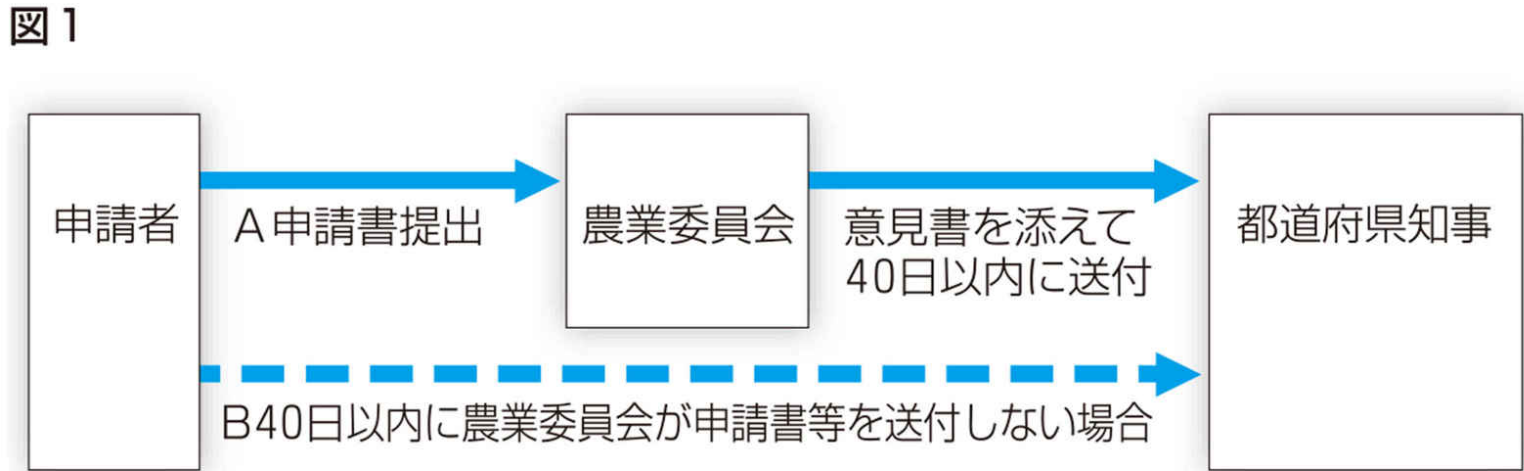 図1
申請者
A申請書提出
農業委員会
意見書を添えて
40日以内に送付
都道府県知事
B40日以内に農業委員会が申請書等を送付しない場合